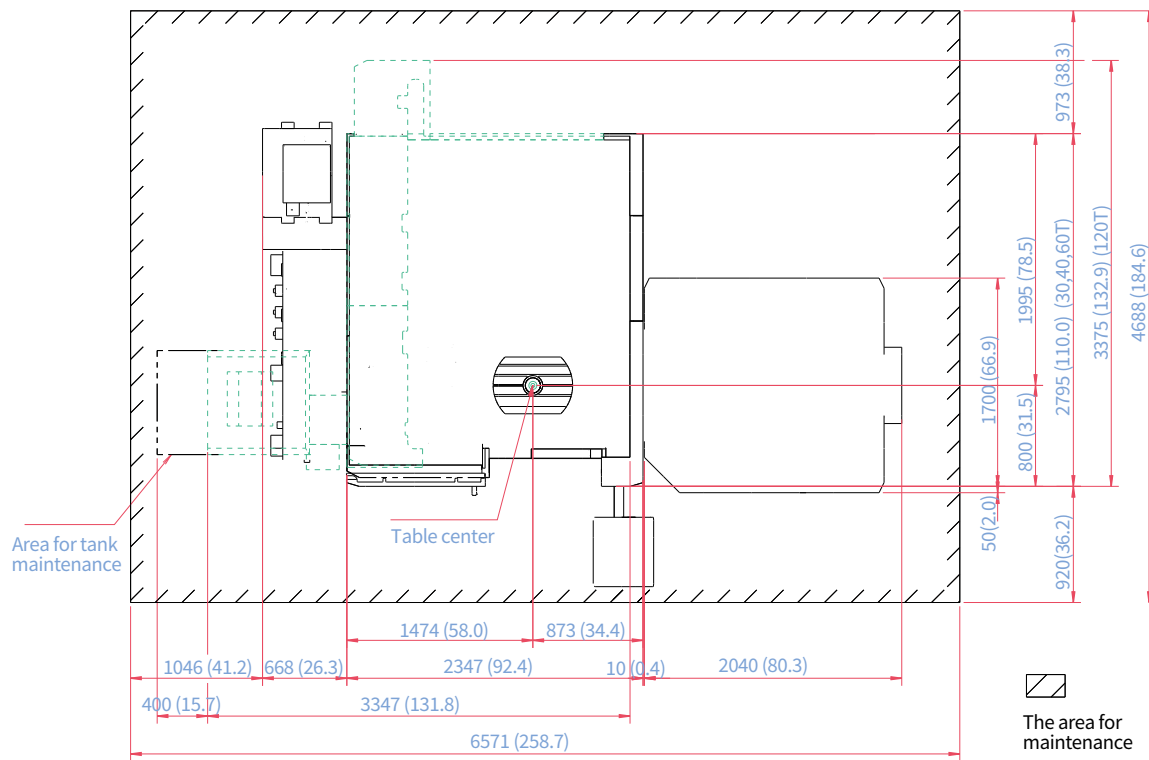 973 (38.3)
1995 (78.5)
2795 (110.0) (30,40,60T)
3375 (132.9) (120T)
4688 (184.6)
1700 (66.9)
800 (31.5)
50(2.0)
920(36.2)
Area for tank
maintenance
Table center
1474 (58.0)
873 (34.4)
1046 (41.2)
668 (26.3)
2347 (92.4)
10 (0.4)
2040 (80.3)
400 (15.7)
3347 (131.8)
6571 (258.7)
The area for
maintenance